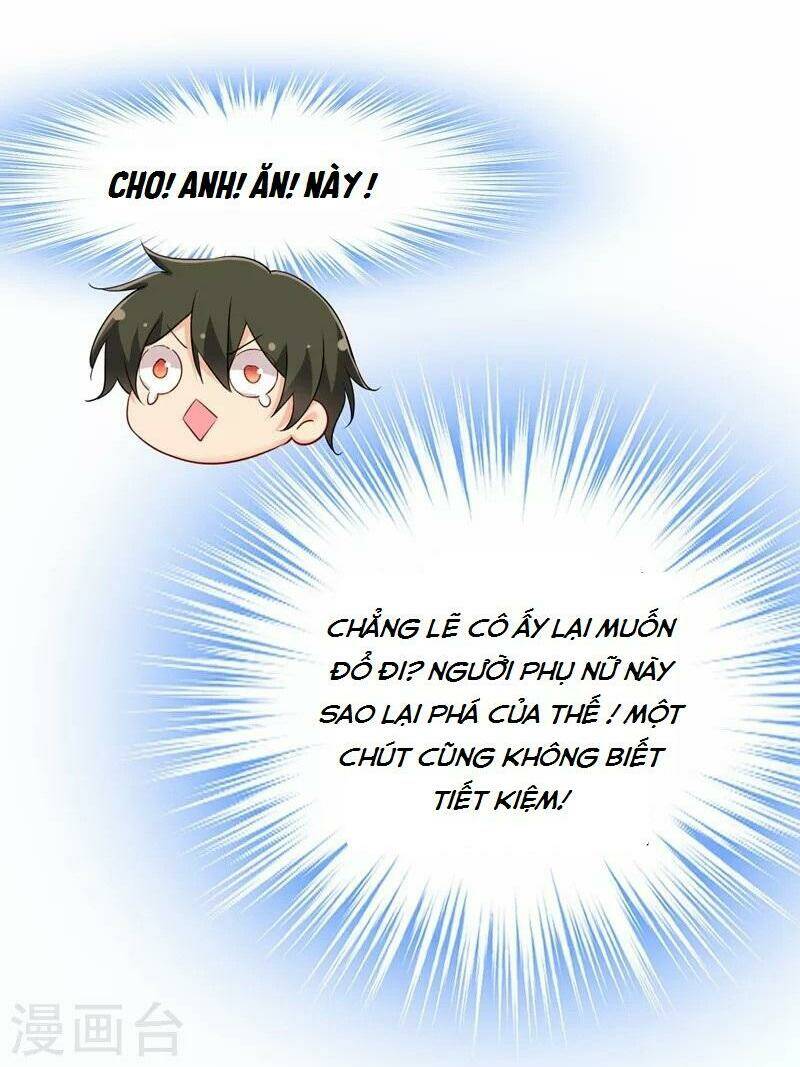 CHO! ANH! ĂN! NÀY!
CHẲNG LẼ CÔ ẤY LẠI MUỐN
ĐỔ ĐI? NGƯỜI PHỤ NỮ NÀY
SAO LẠI PHÁ CỦA THẾ! MỘT
CHÚT CŨNG KHÔNG BIẾT
TIẾT KIỆM!
漫画台